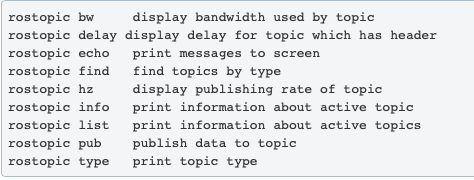 rostopic bw     display bandwidth used by topic
rostopic delay display delay for topic which has header
rostopic echo   print messages to screen
rostopic find   find topics by type
rostopic hz     display publishing rate of topic
rostopic info   print information about active topic
rostopic list   print information about active topics
rostopic pub    publish data to topic
rostopic type   print topic type